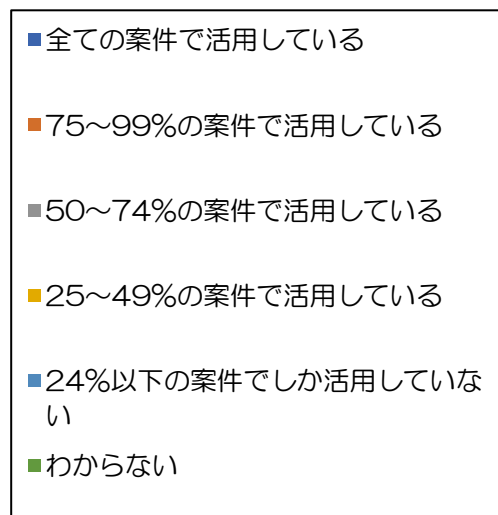 全ての案件で活用している
75～99%の案件で活用している
50～74%の案件で活用している
25～49%の案件で活用している
24%以下の案件でしか活用していな
い
わからない